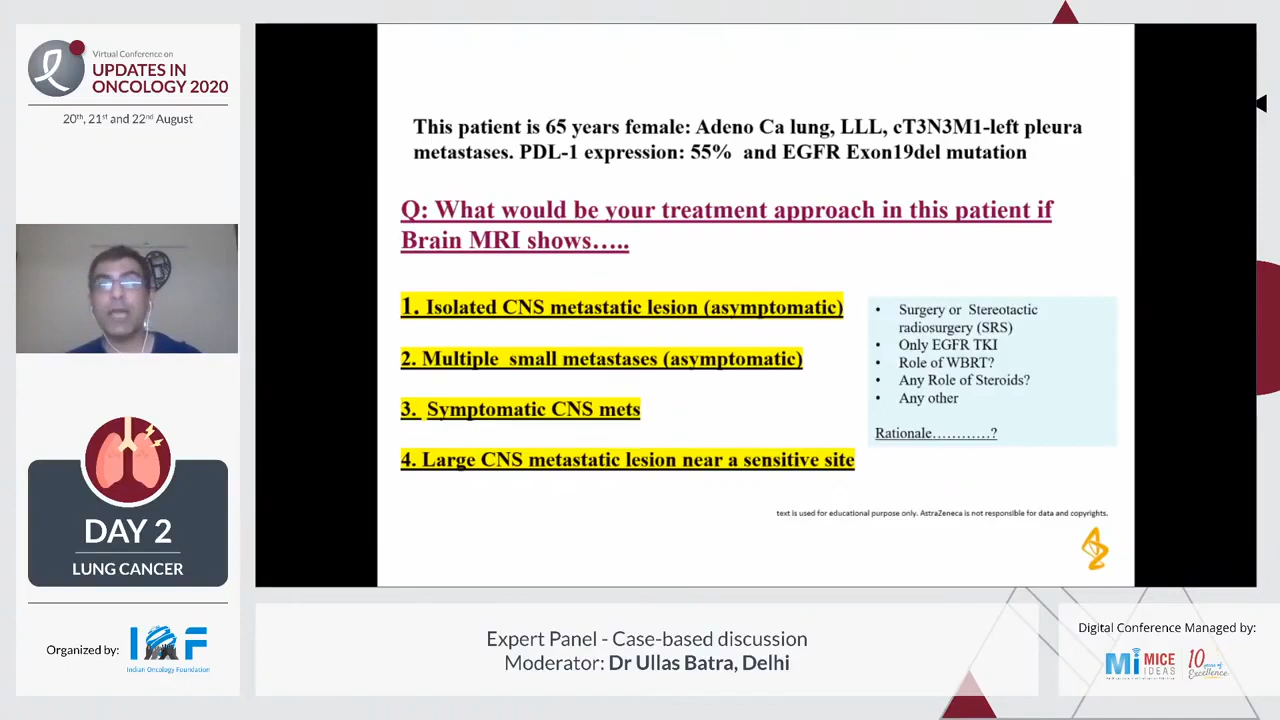 Virtual Conference on
UPDATES IN
ONCOLOGY 2020
20th, 21st and 22nd August
DAY 2
LUNG CANCER
Organized by:
IOF
Indian Oncology Foundation
This patient is 65 years female: Adeno Ca lung, LLL, cT3N3M1-left pleura
metastases. PDL-1 expression: 55% and EGFR Exon19del mutation
Q: What would be your treatment approach in this patient if
Brain MRI shows…..
1. Isolated CNS metastatic lesion (asymptomatic)
2. Multiple small metastases (asymptomatic)
3. Symptomatic CNS mets
4. Large CNS metastatic lesion near a sensitive site
• Surgery or Stereotactic
radiosurgery (SRS)
• Only EGFR TKI
• Role of WBRT?
• Any Role of Steroids?
• Any other
Rationale…………?
text is used for educational purpose only. AstraZeneca is not responsible for data and copyrights.
Expert Panel - Case-based discussion
Moderator: Dr Ullas Batra, Delhi
Digital Conference Managed by:
Mi MICE
IDEAS
10 years of
Excellence